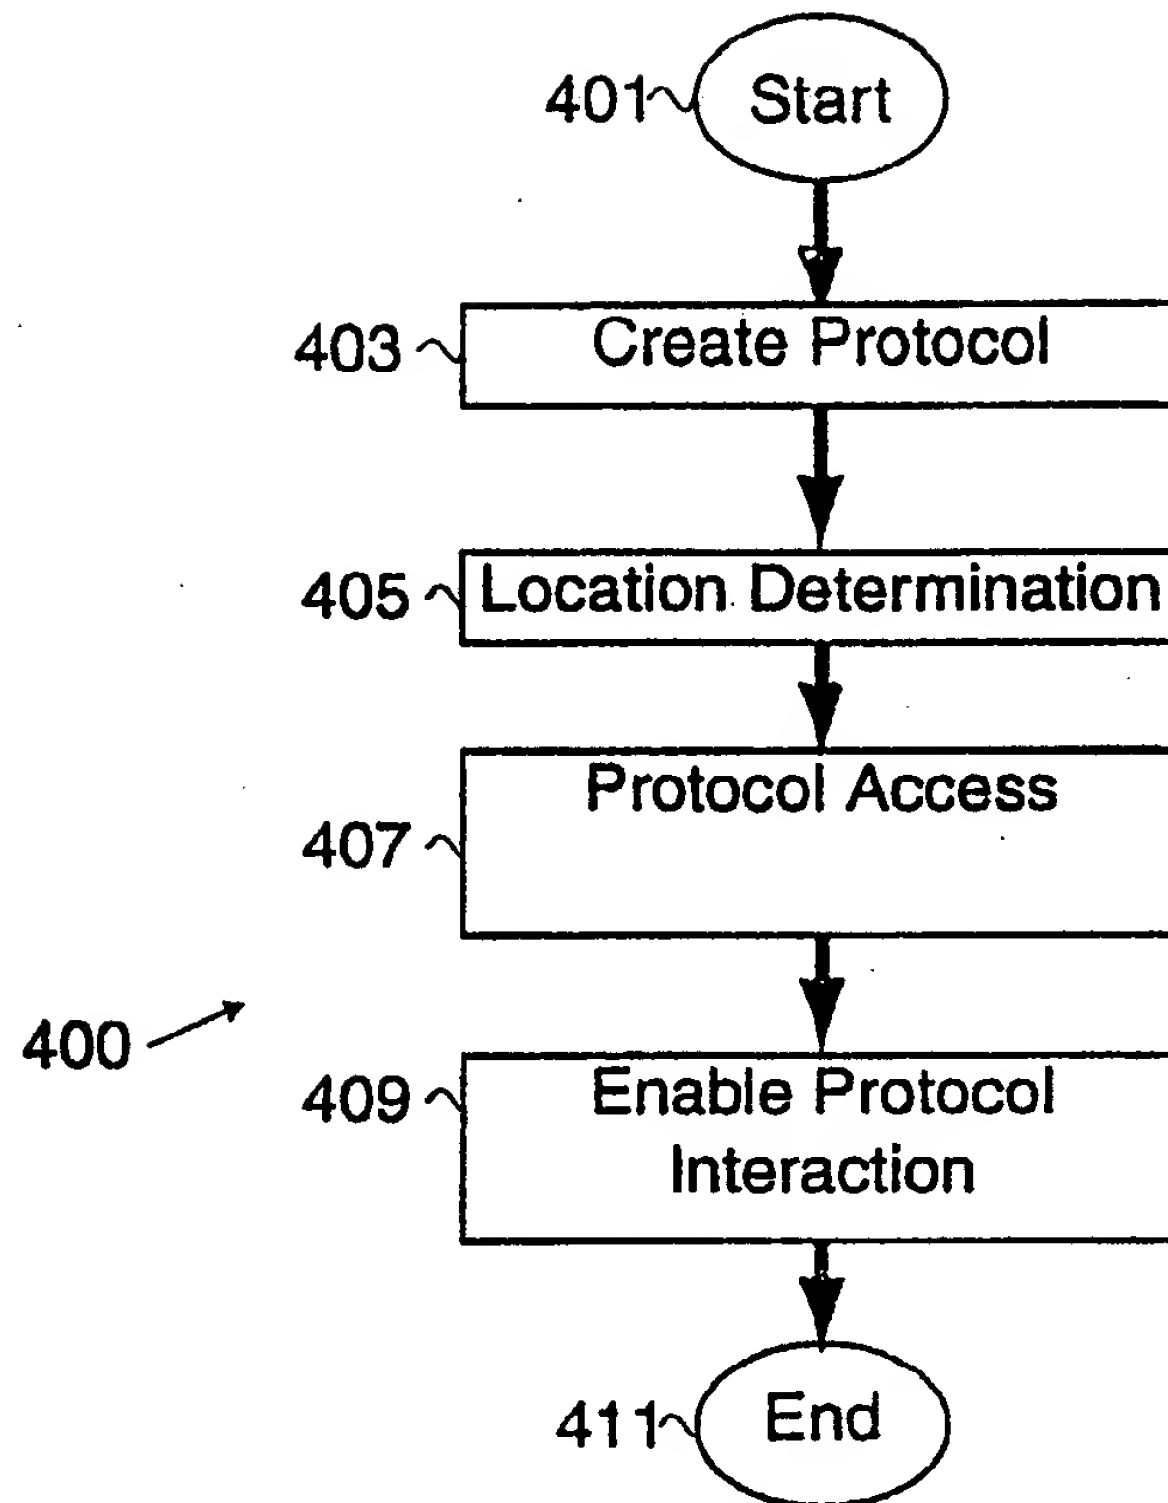 401 Start
403 Create Protocol
405 Location Determination
Protocol Access
407
400
409 Enable Protocol
Interaction
411 End